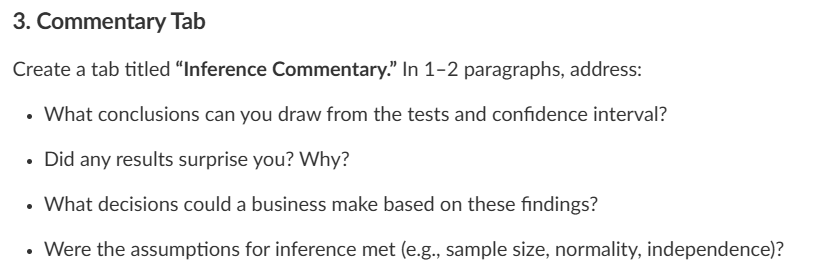 3. Commentary Tab
Create a tab titled “Inference Commentary.” In 1–2 paragraphs, address:
• What conclusions can you draw from the tests and confidence interval?
• Did any results surprise you? Why?
• What decisions could a business make based on these findings?
• Were the assumptions for inference met (e.g., sample size, normality, independence)?